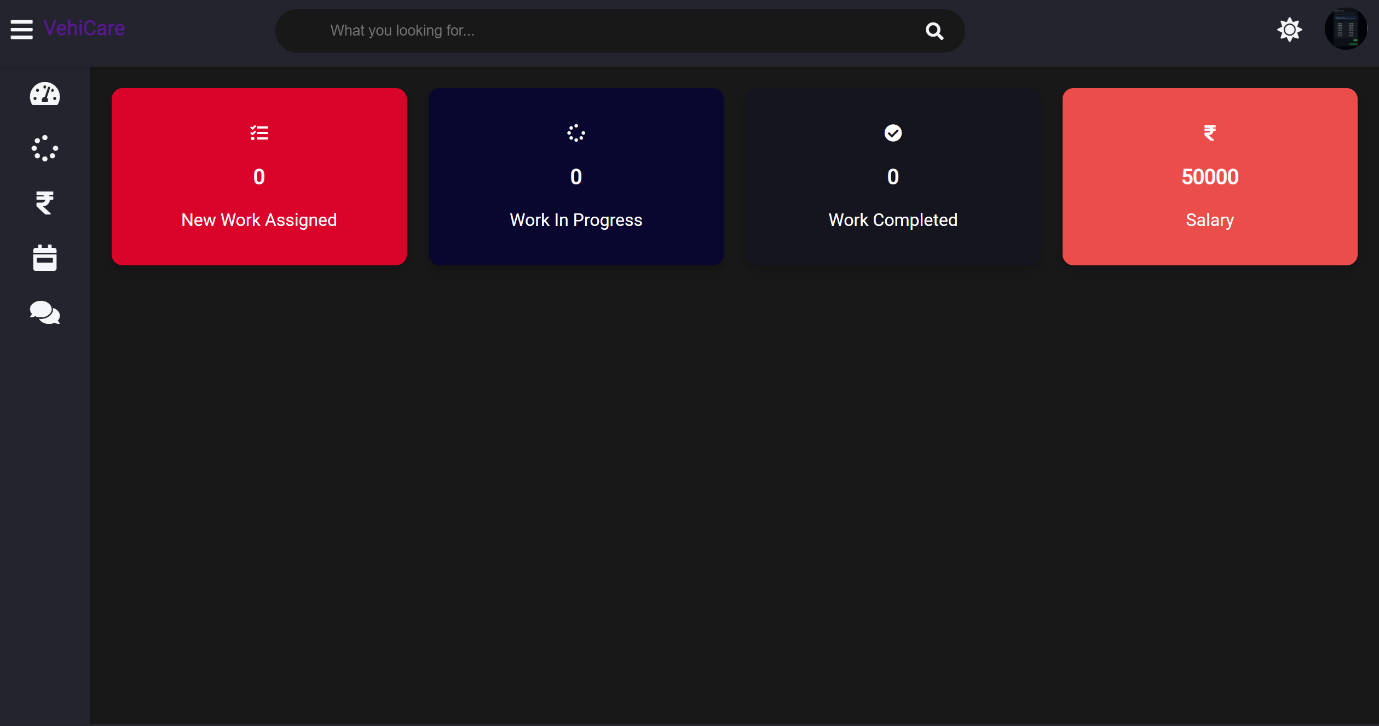 VehiCare
What you looking for...
0
New Work Assigned
0
Work In Progress
0
Work Completed
₹
50000
Salary